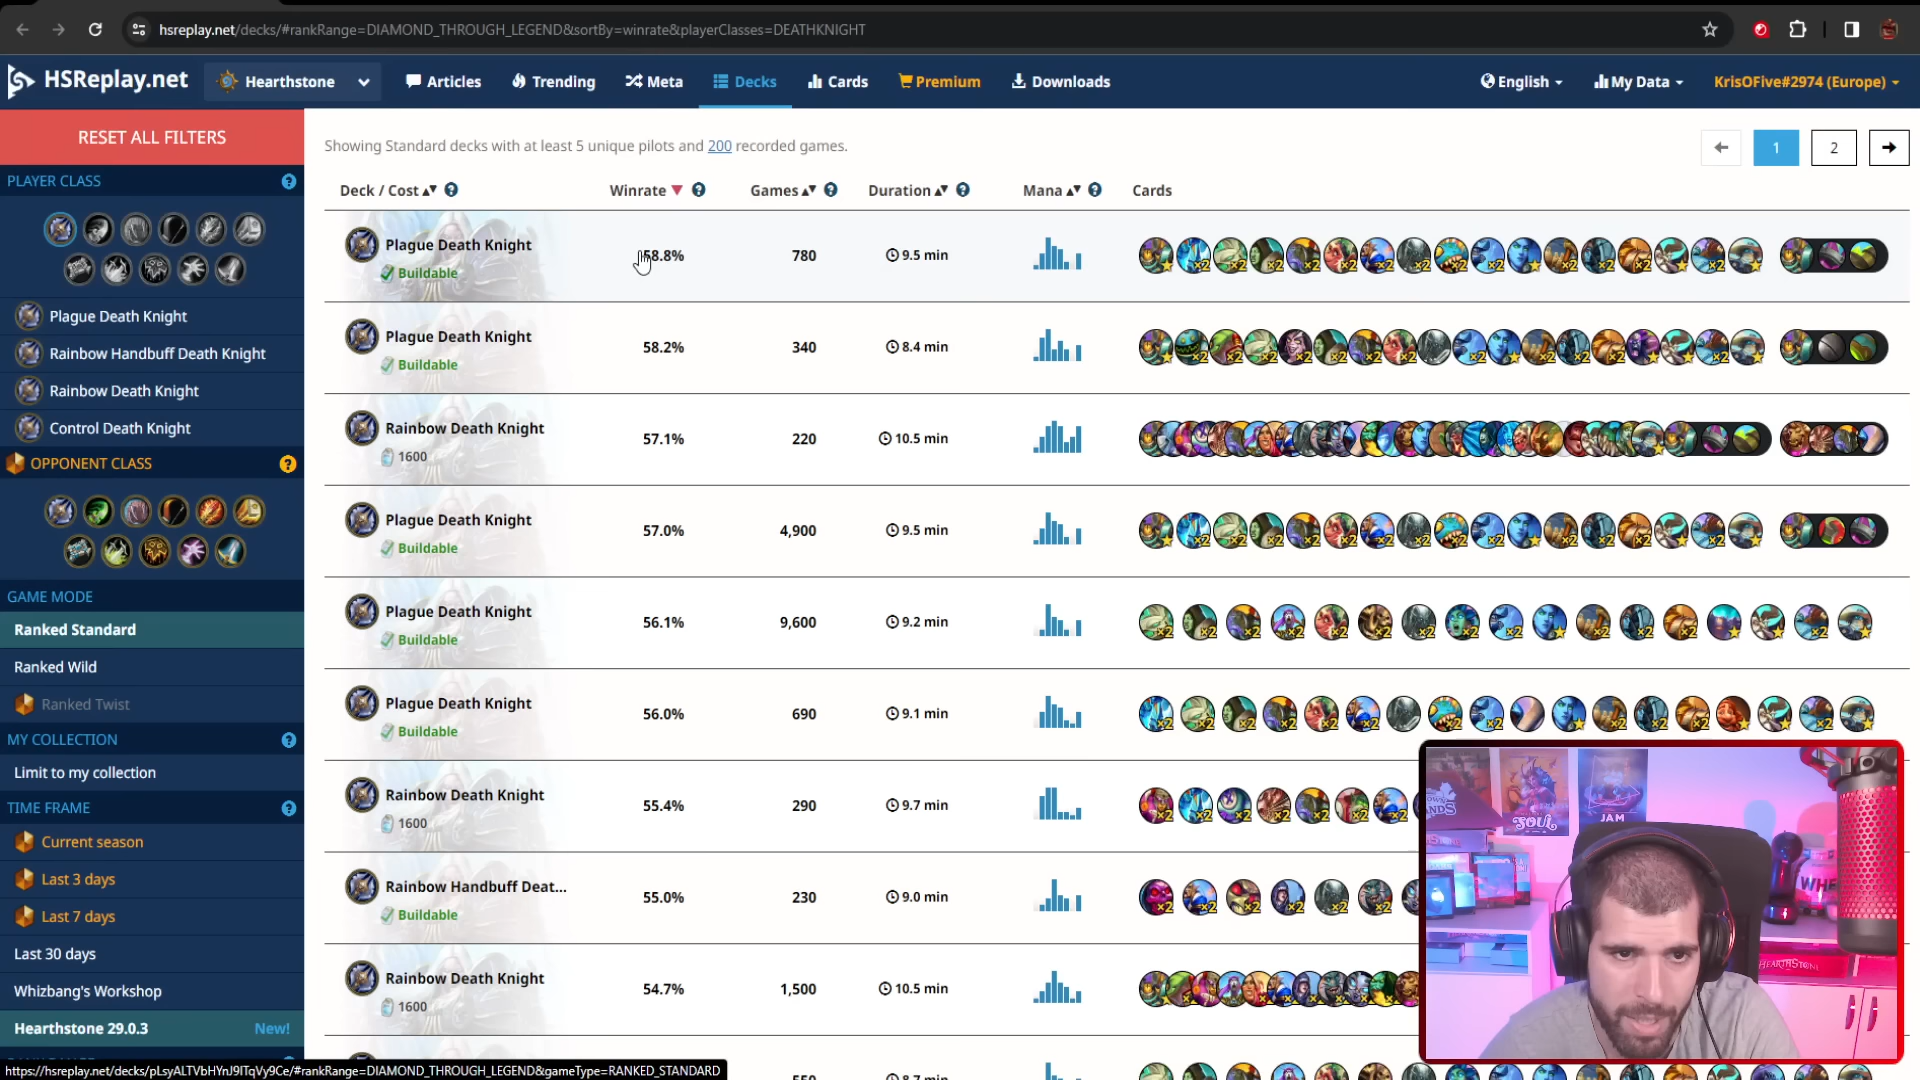 hsreplay.net/decks/#rankRange=DIAMOND_THROUGH_LEGEND&sortBy=winrate&playerClasses=DEATHKNIGHT
HSReplay.net
Hearthstone
Articles
Trending
Meta
Decks
Cards
Premium
Downloads
English
My Data
KrisOFive#2974 (Europe)
RESET ALL FILTERS
PLAYER CLASS
Plague Death Knight
Rainbow Handbuff Death Knight
Rainbow Death Knight
Control Death Knight
OPPONENT CLASS
GAME MODE
Ranked Standard
Ranked Wild
Ranked Twist
MY COLLECTION
Limit to my collection
TIME FRAME
Current season
Last 3 days
Last 7 days
Last 30 days
Whizbang's Workshop
Hearthstone 29.0.3 New!
Showing Standard decks with at least 5 unique pilots and 200 recorded games.
1 2
Deck / Cost Winrate Games Duration Mana Cards
Plague Death Knight
Buildable
58.8% 780 9.5 min
Plague Death Knight
Buildable
58.2% 340 8.4 min
Rainbow Death Knight
1600
57.1% 220 10.5 min
Plague Death Knight
Buildable
57.0% 4,900 9.5 min
Plague Death Knight
Buildable
56.1% 9,600 9.2 min
Plague Death Knight
Buildable
56.0% 690 9.1 min
Rainbow Death Knight
1600
55.4% 290 9.7 min
Rainbow Handbuff Deat...
Buildable
55.0% 230 9.0 min
Rainbow Death Knight
1600
54.7% 1,500 10.5 min
SOUL
JAM
HEARTHSTONE
https://hsreplay.net/decks/pLsyALTVbHYnJ9ITqVy9Ce/#rankRange=DIAMOND_THROUGH_LEGEND&gameType=RANKED_STANDARD